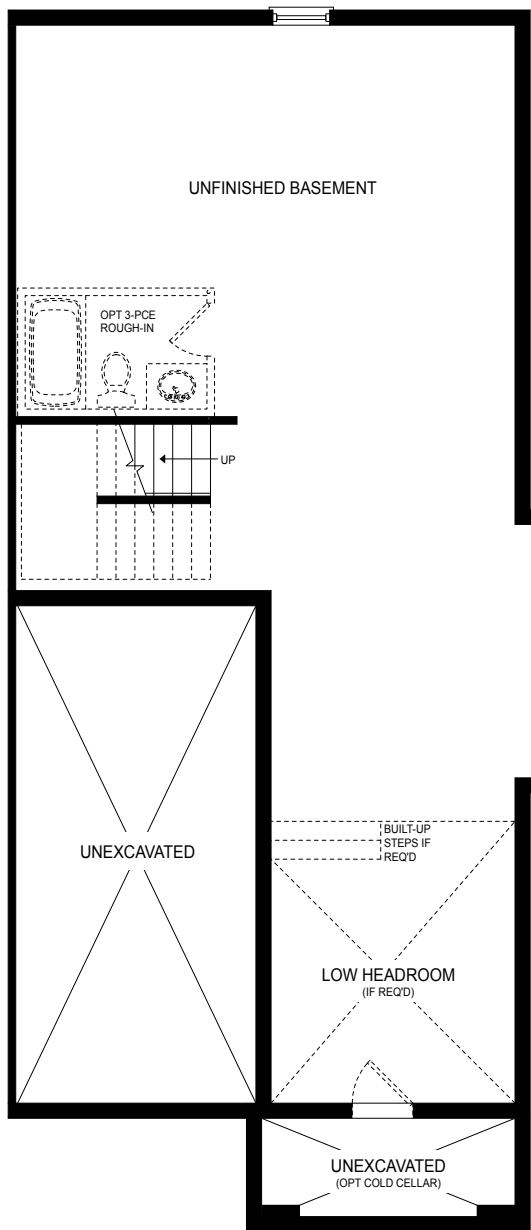 UNFINISHED BASEMENT
OPT 3-PCE
ROUGH-IN
UP
BUILT-UP
STEPS IF
REQ'D
UNEXCAVATED
LOW HEADROOM
(IF REQ'D)
UNEXCAVATED
(OPT COLD CELLAR)